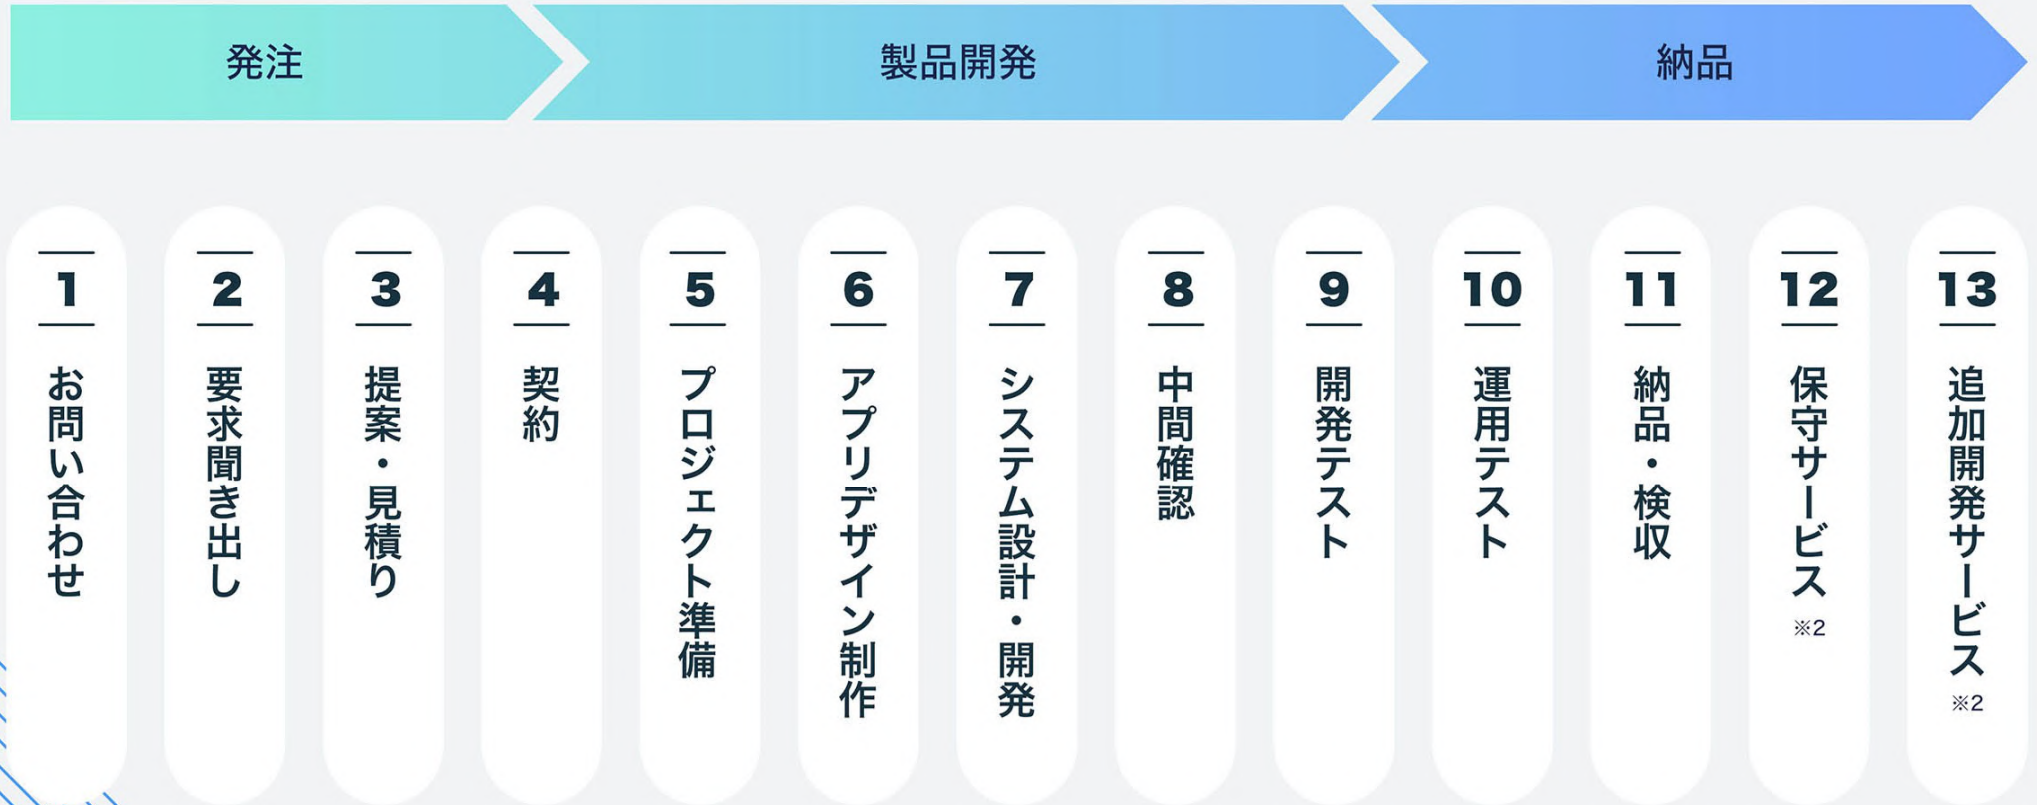 発注
製品開発
納品
1
お問い合わせ
2
要求聞き出し
3
提案・見積り
4
契約
5
プロジェクト準備
6
アプリデザイン制作
7
システム設計・開発
8
中間確認
9
開発テスト
10
運用テスト
11
納品・検収
12
保守サービス
※2
13
追加開発サービス
※2